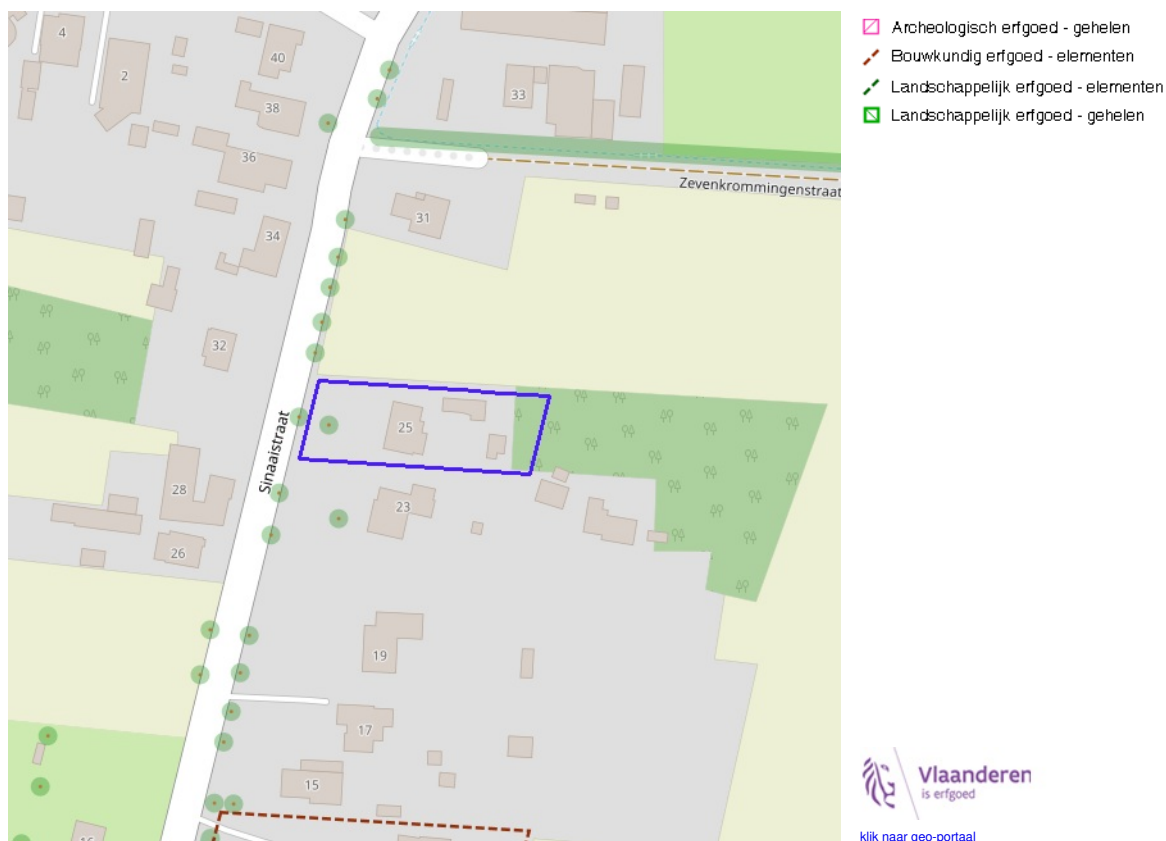 4
2
40
38
36
34
32
33
31
Zevenkrommingenstraat
Sinaaistraat
25
23
28
26
19
17
15
Archeologisch erfgoed - gehelen
Bouwkundig erfgoed - elementen
Landschappelijk erfgoed - elementen
Landschappelijk erfgoed - gehelen
Vlaanderen
is erfgoed
klik naar geo-portaal